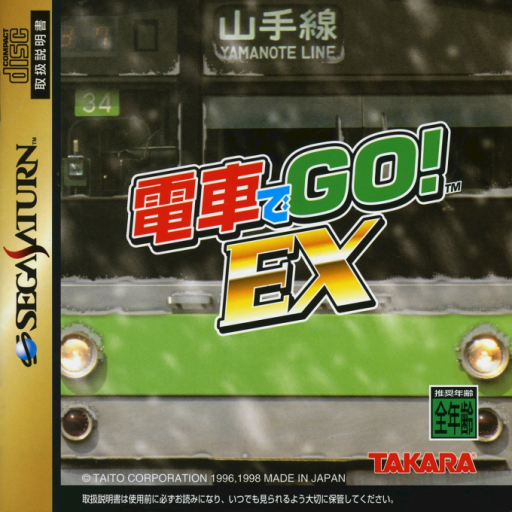 COMPACT
disc
取扱説明書
SEGA SATURN™
山手線
YAMANOTE LINE
34
電車でGO!™
EX
推奨年齢
全年齢
TAKARA
© TAITO CORPORATION 1996,1998 MADE IN JAPAN
取扱説明書は使用前に必ずお読みになり、いつでも見られるよう大切に保管してください。